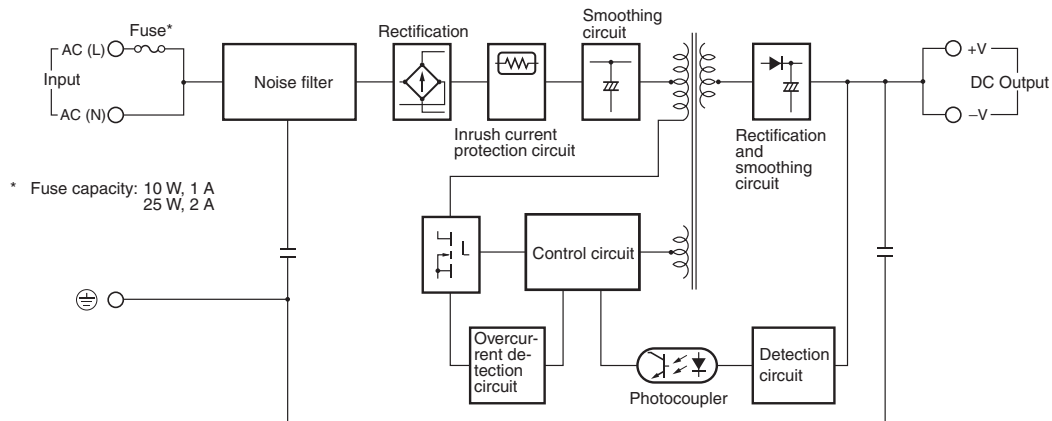 Fuse*
AC (L)
Input
AC (N)
Noise filter
Rectification
Inrush current
protection circuit
Smoothing
circuit
Rectification
and
smoothing
circuit
+V
DC Output
–V
* Fuse capacity: 10 W, 1 A
25 W, 2 A
Control circuit
Overcur-
rent de-
tection
circuit
Photocoupler
Detection
circuit